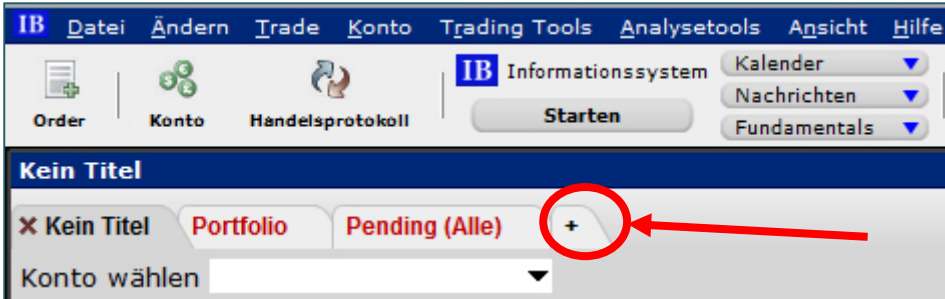 IB Datei Ändern Trade Konto Trading Tools Analysetools Ansicht Hilfe
Order Konto Handelsprotokoll IB Informationssystem Starten Kalender Nachrichten Fundamentals
Kein Titel
× Kein Titel Portfolio Pending (Alle) +
Konto wählen